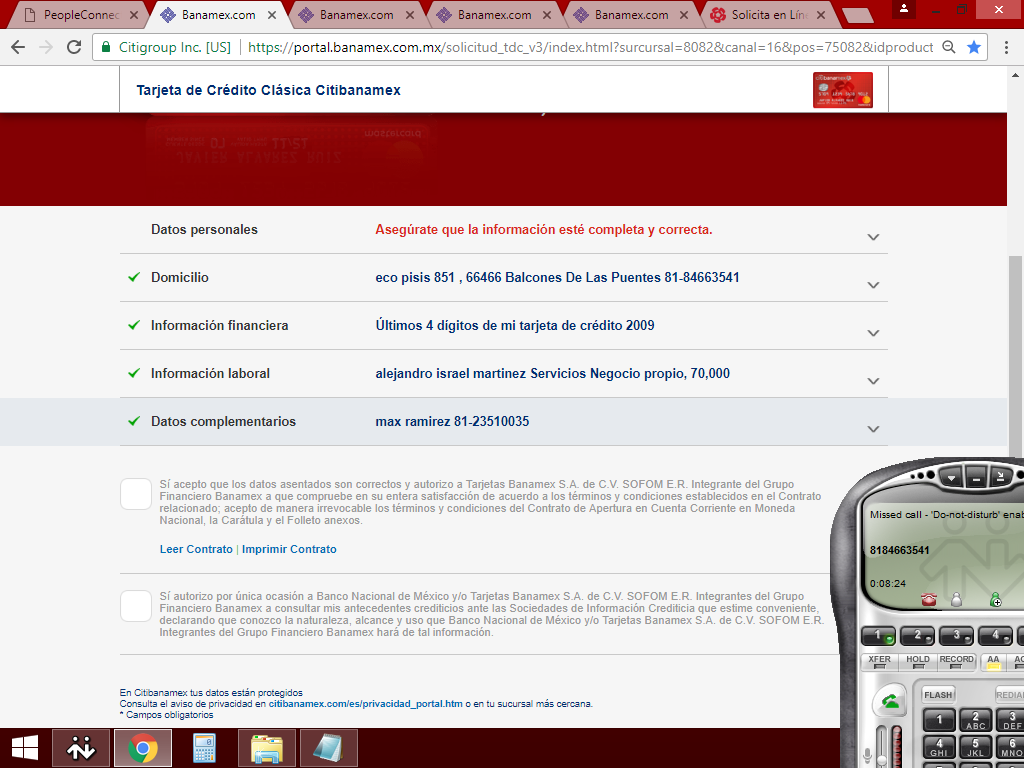 PeopleConnec
Banamex.com
Banamex.com
Banamex.com
Banamex.com
Solicita en Líne
Citigroup Inc. [US]
https://portal.banamex.com.mx/solicitud_tdc_v3/index.html?surcursal=8082&canal=16&pos=75082&idproduct
Tarjeta de Crédito Clásica Citibanamex
JAVIER ALVAREZ RUIZ
Datos personales
Asegúrate que la información esté completa y correcta.
Domicilio
eco pisis 851 , 66466 Balcones De Las Puentes 81-84663541
Información financiera
Últimos 4 dígitos de mi tarjeta de crédito 2009
Información laboral
alejandro israel martinez Servicios Negocio propio, 70,000
Datos complementarios
max ramirez 81-23510035
Sí acepto que los datos asentados son correctos y autorizo a Tarjetas Banamex S.A. de C.V. SOFOM E.R. Integrante del Grupo
Financiero Banamex a que compruebe en su entera satisfacción de acuerdo a los términos y condiciones establecidos en el Contrato
relacionado; acepto de manera irrevocable los términos y condiciones del Contrato de Apertura en Cuenta Corriente en Moneda
Nacional, la Carátula y el Folleto anexos.
Leer Contrato | Imprimir Contrato
Sí autorizo por única ocasión a Banco Nacional de México y/o Tarjetas Banamex S.A. de C.V. SOFOM E.R. Integrantes del Grupo
Financiero Banamex a consultar mis antecedentes crediticios ante las Sociedades de Información Crediticia que estime conveniente,
declarando que conozco la naturaleza, alcance y uso que Banco Nacional de México y/o Tarjetas Banamex S.A. de C.V. SOFOM E.R.
Integrantes del Grupo Financiero Banamex hará de tal información.
En Citibanamex tus datos están protegidos
Consulta el aviso de privacidad en citibanamex.com/es/privacidad_portal.htm o en tu sucursal más cercana.
* Campos obligatorios
Missed call - 'Do-not-disturb' enab
8184663541
0:08:24
1 2 3 4
XFER HOLD RECORD AA AC
FLASH REDIAL
1 2 ABC 3 DEF
4 GHI 5 JKL 6 MNO